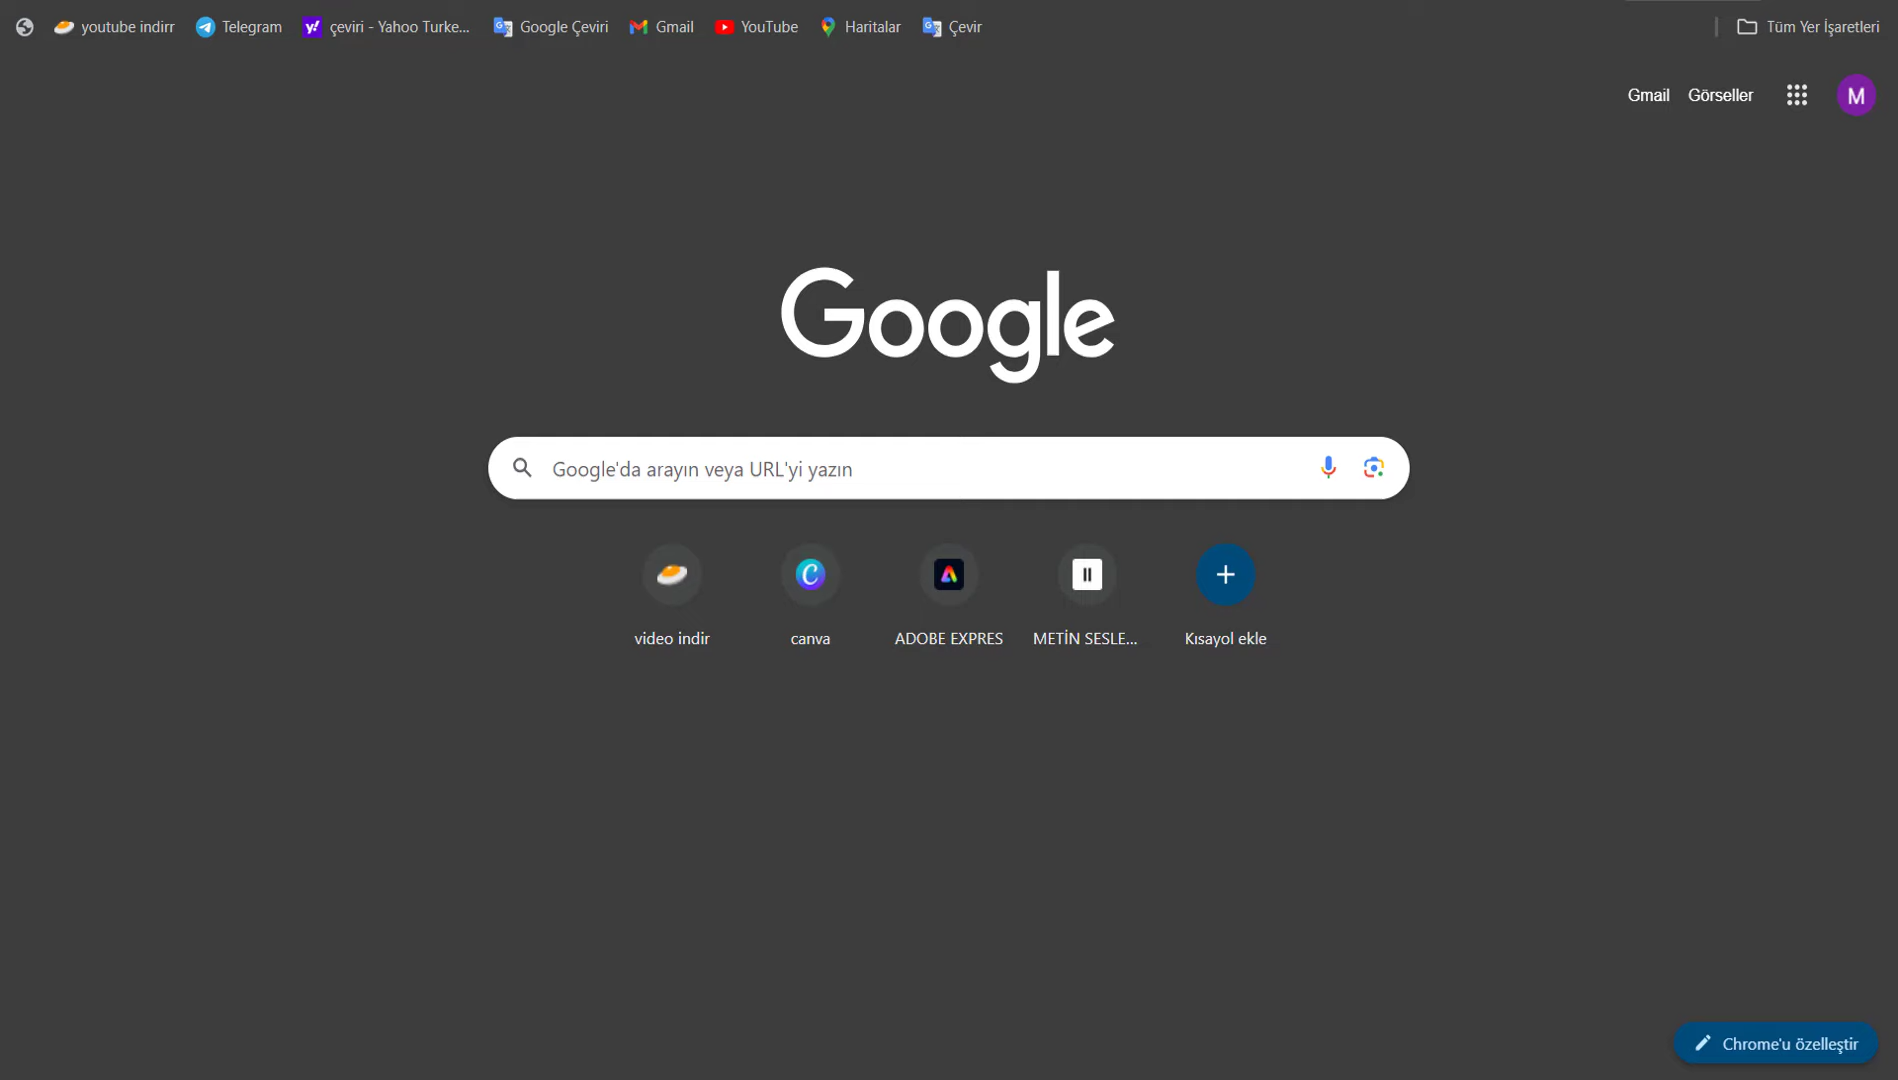 youtube indirr
Telegram
çeviri - Yahoo Turke...
Google Çeviri
Gmail
YouTube
Haritalar
Çevir
Tüm Yer İşaretleri
Gmail
Görseller
M
Google
Google'da arayın veya URL'yi yazın
video indir
canva
ADOBE EXPRES
METİN SESLE...
Kısayol ekle
Chrome'u özelleştir